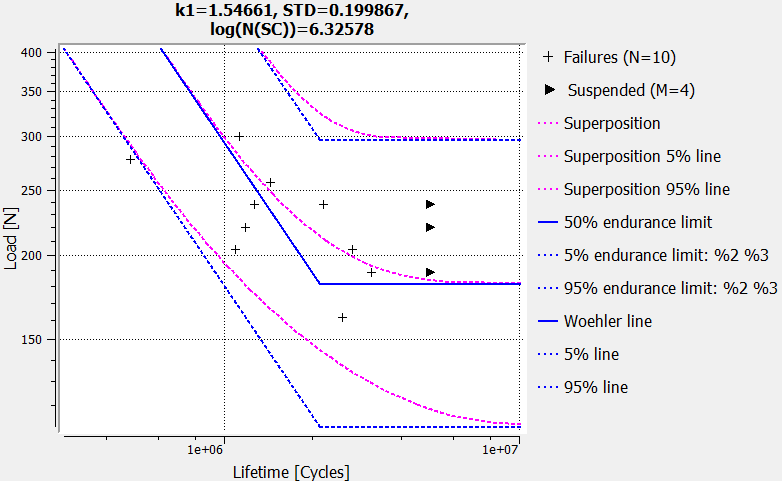 k1=1.54661, STD=0.199867,
log(N(SC))=6.32578
400
350
300
250
200
150
Load [N]
1e+06
1e+07
Lifetime [Cycles]
Failures (N=10)
Suspended (M=4)
Superposition
Superposition 5% line
Superposition 95% line
50% endurance limit
5% endurance limit: %2 %3
95% endurance limit: %2 %3
Woehler line
5% line
95% line